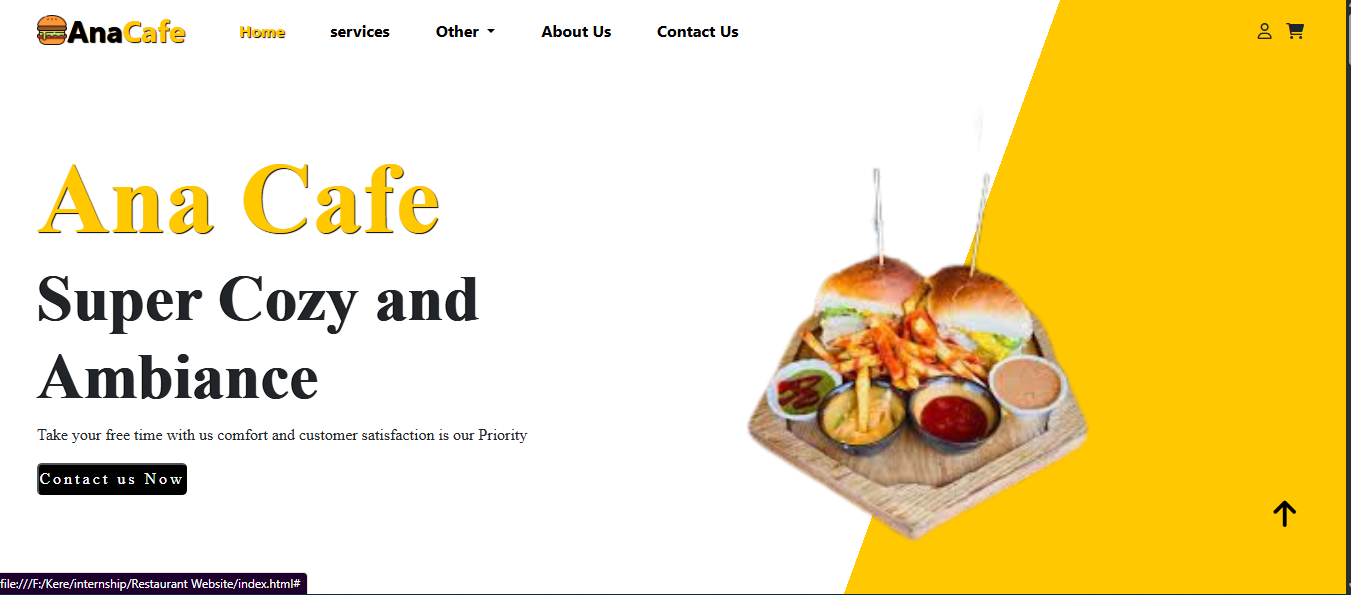 AnaCafe Home services Other About Us Contact Us
Ana Cafe
Super Cozy and
Ambiance
Take your free time with us comfort and customer satisfaction is our Priority
Contact us Now
file:///F:/Kere/internship/Restaurant Website/index.html#